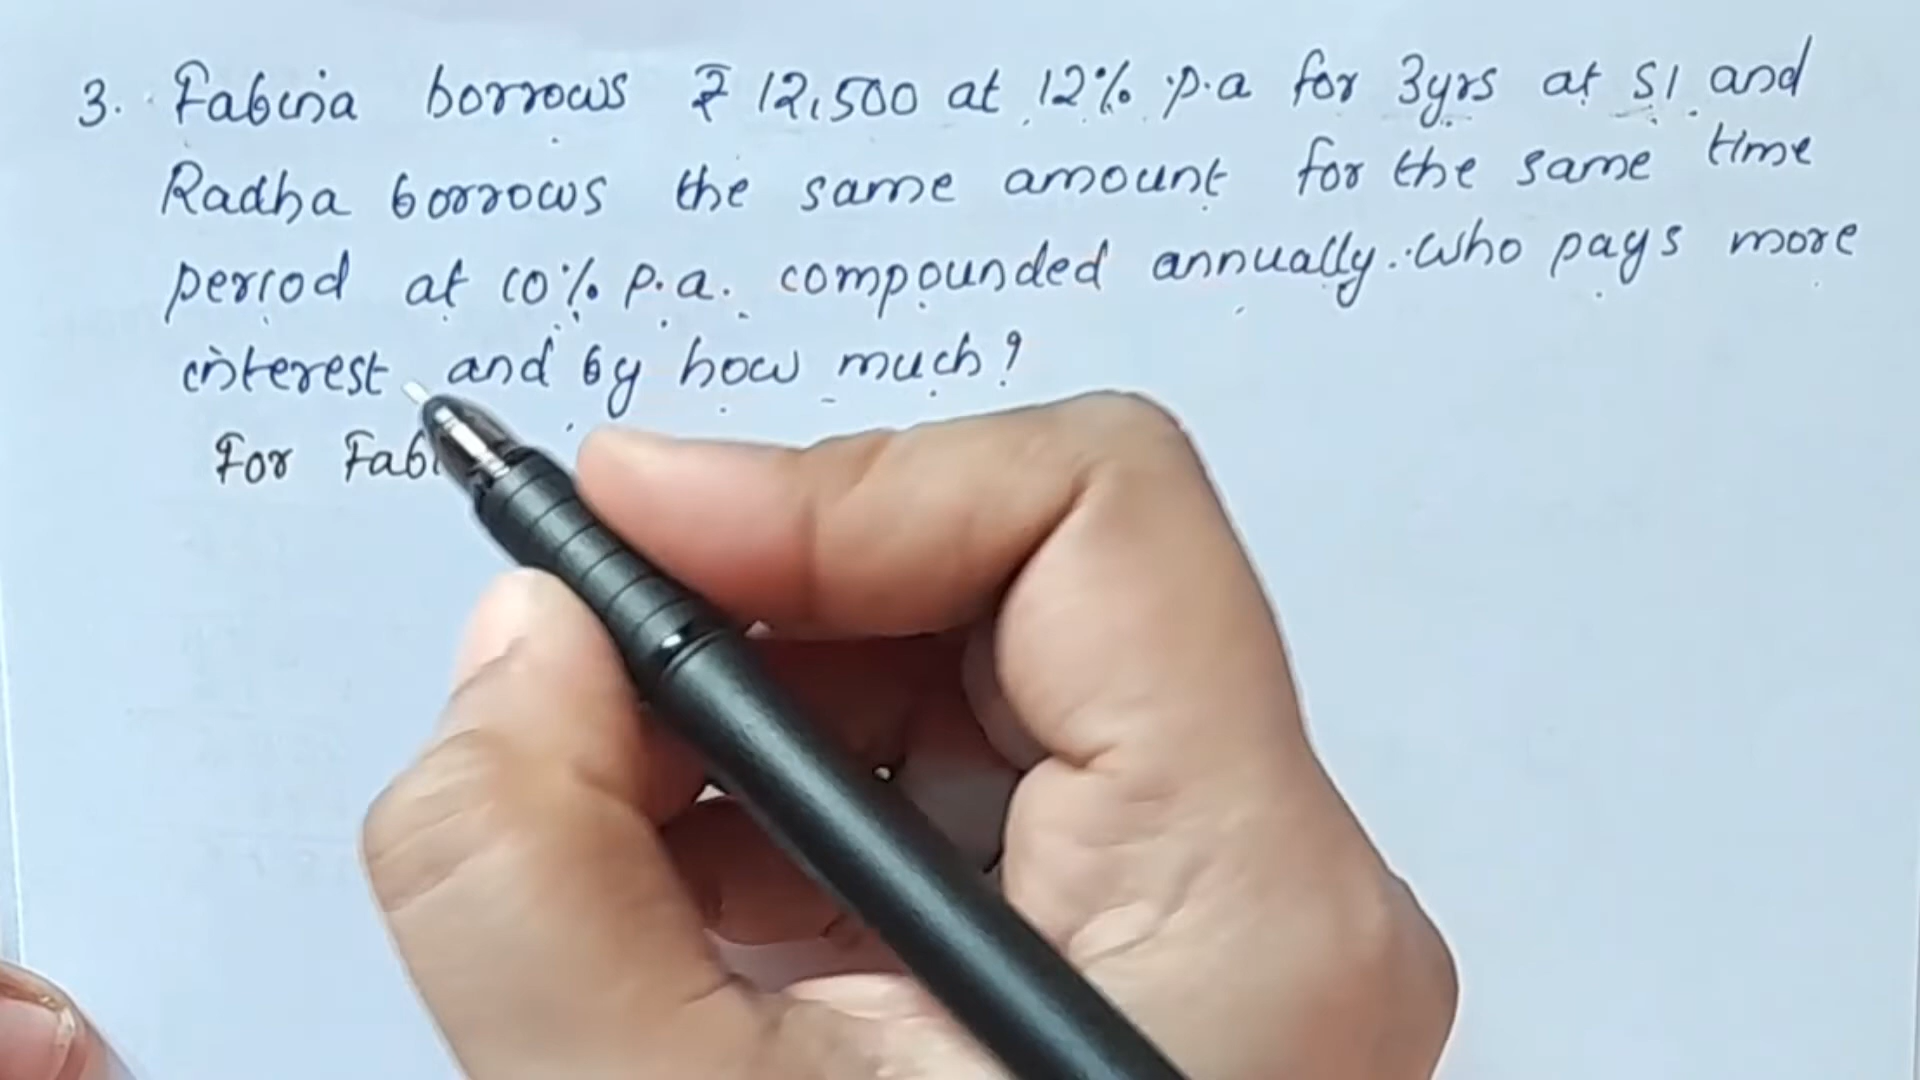 3. Fabina borrows ₹ 12,500 at 12% p.a for 3yrs at SI and
Radha borrows the same amount for the same time
period at 10% p.a. compounded annually. Who pays more
interest and by how much?
For